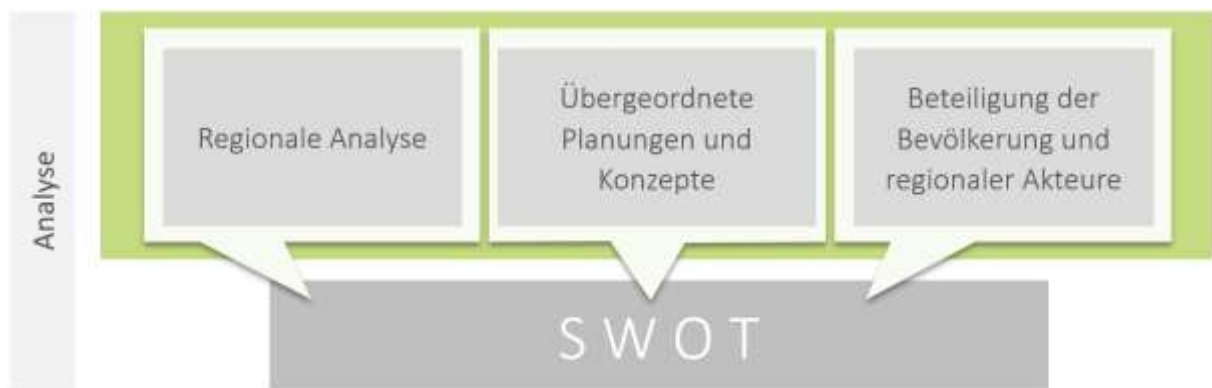 Analyse
Regionale Analyse
Übergeordnete
Planungen und
Konzepte
Beteiligung der
Bevölkerung und
regionaler Akteure
SWOT